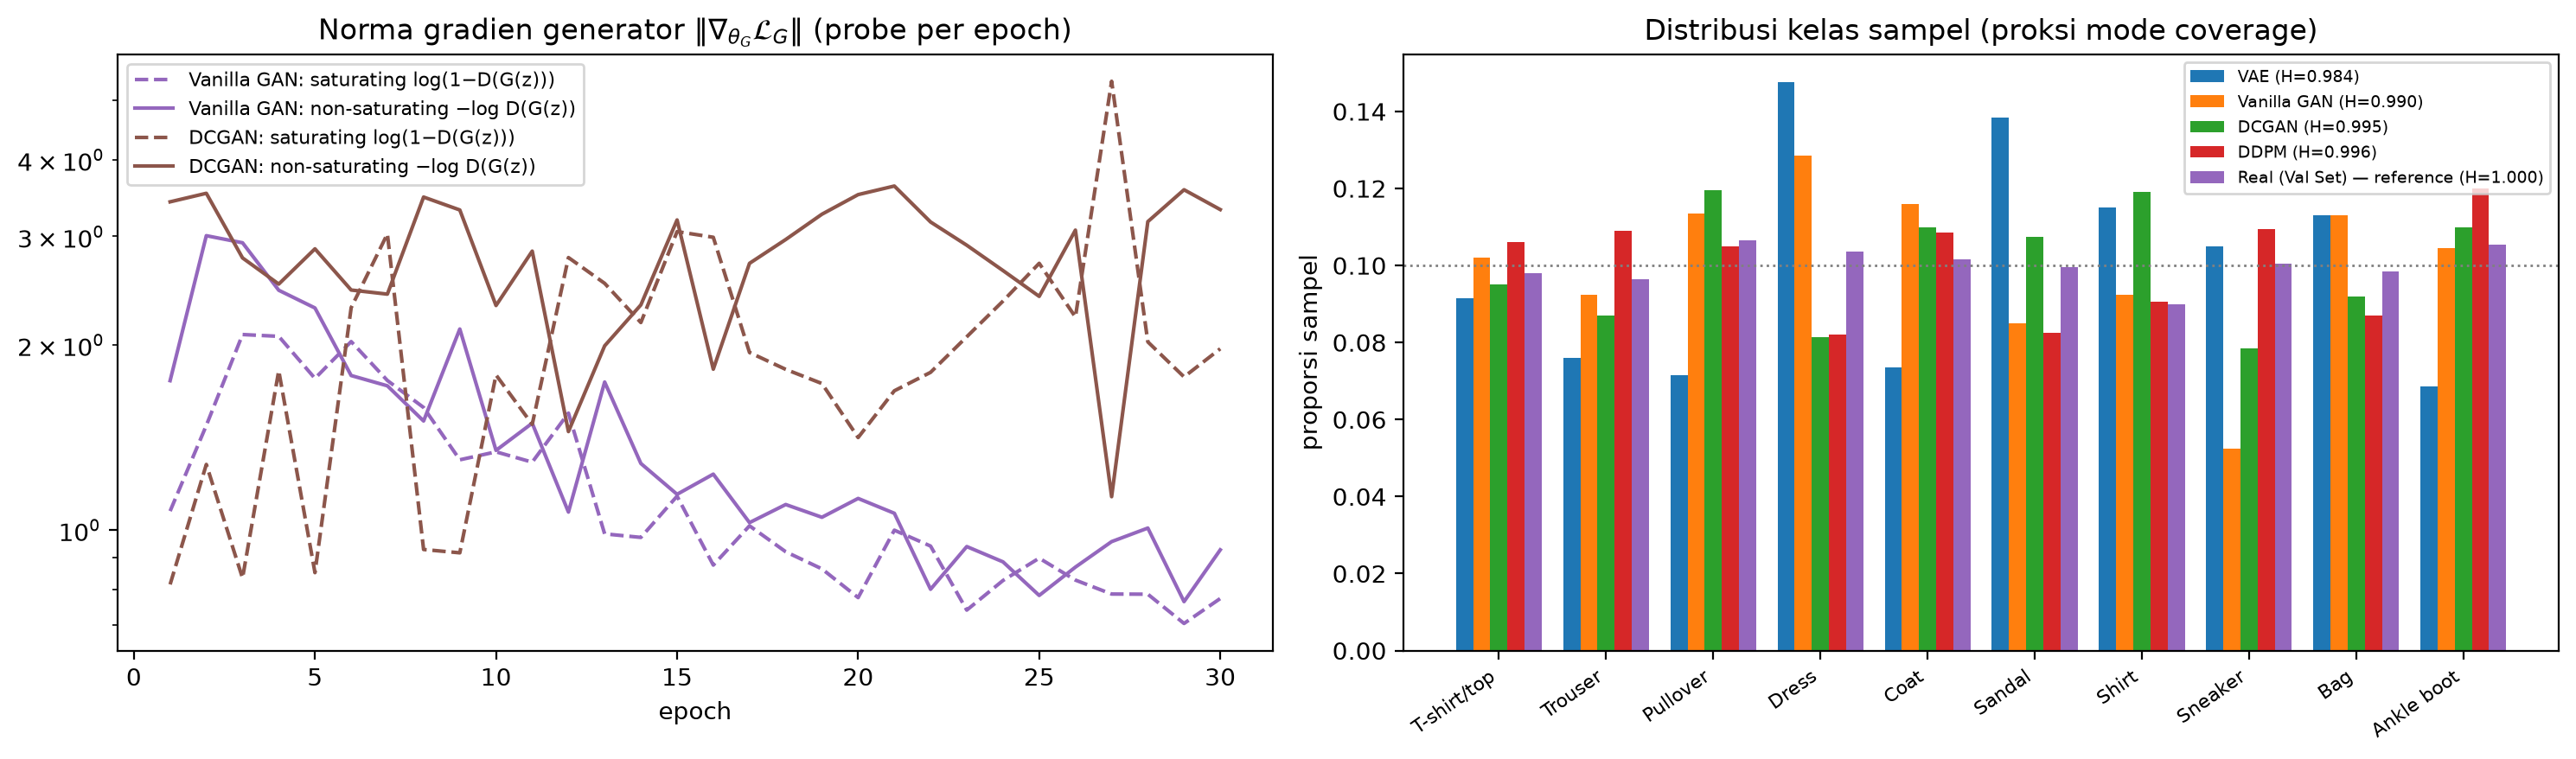 Norma gradien generator ‖∇θ_G ℒ_G‖ (probe per epoch)
Vanilla GAN: saturating log(1−D(G(z)))
Vanilla GAN: non-saturating −log D(G(z))
DCGAN: saturating log(1−D(G(z)))
DCGAN: non-saturating −log D(G(z))
4 × 10⁰
3 × 10⁰
2 × 10⁰
10⁰
0 5 10 15 20 25 30
epoch
Distribusi kelas sampel (proksi mode coverage)
VAE (H=0.984)
Vanilla GAN (H=0.990)
DCGAN (H=0.995)
DDPM (H=0.996)
Real (Val Set) — reference (H=1.000)
proporsi sampel
0.14
0.12
0.10
0.08
0.06
0.04
0.02
0.00
T-shirt/top
Trouser
Pullover
Dress
Coat
Sandal
Shirt
Sneaker
Bag
Ankle boot